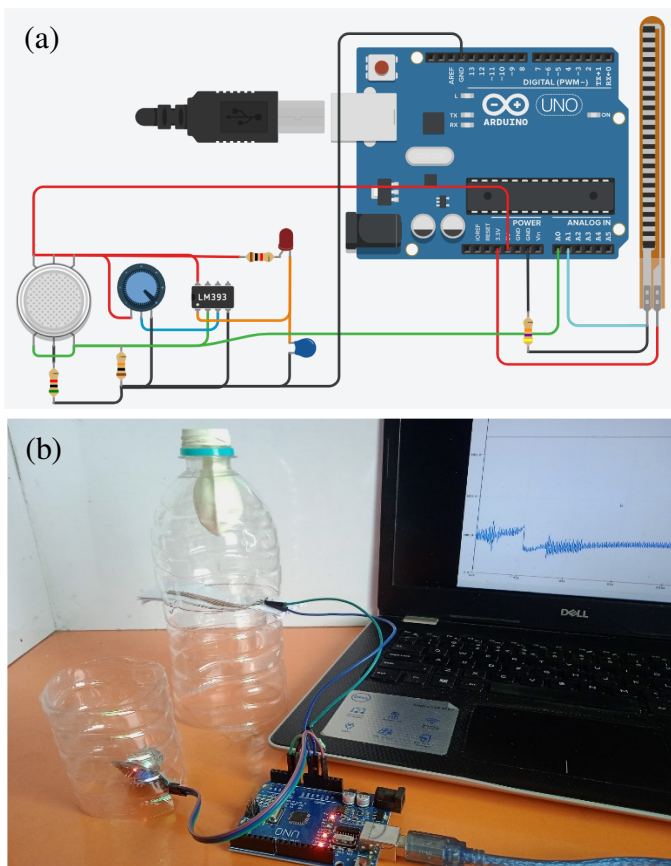 (a)
AREF
GND
13
12
~11
~10
~9
8
7
~6
~5
4
~3
2
TX→1
RX←0
DIGITAL (PWM~)
L
TX
RX
UNO
ARDUINO
ON
POWER
ANALOG IN
IOREF
RESET
3.3V
GND
GND
Vin
A0
A1
A2
A3
A4
A5
LM393
(b)
DELL
UNO